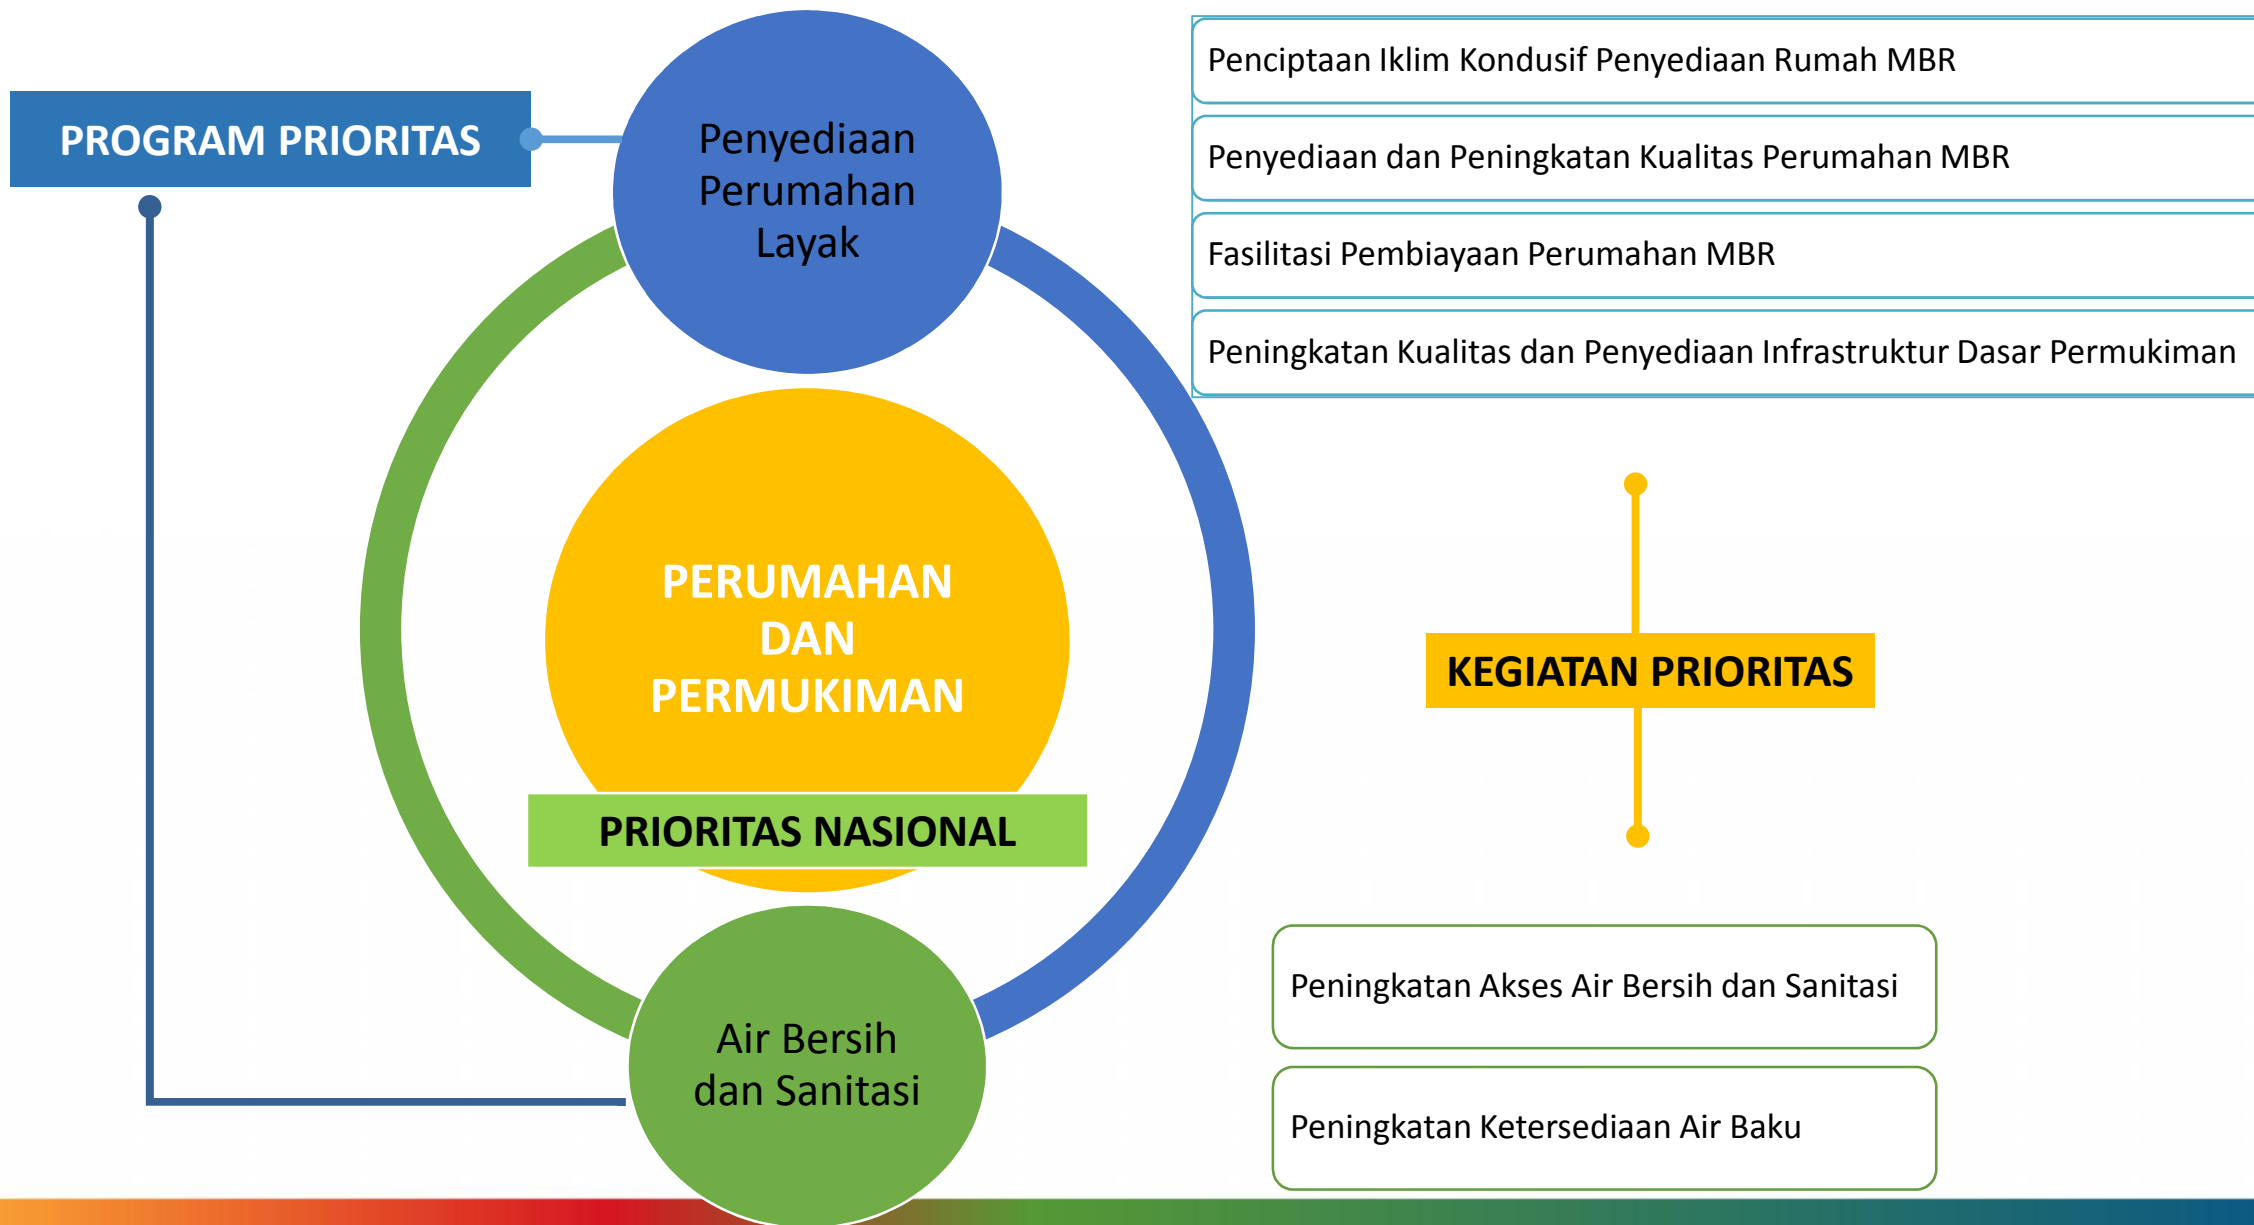 PROGRAM PRIORITAS
Penyediaan
Perumahan
Layak
Penciptaan Iklim Kondusif Penyediaan Rumah MBR
Penyediaan dan Peningkatan Kualitas Perumahan MBR
Fasilitasi Pembiayaan Perumahan MBR
Peningkatan Kualitas dan Penyediaan Infrastruktur Dasar Permukiman
PERUMAHAN
DAN
PERMUKIMAN
PRIORITAS NASIONAL
KEGIATAN PRIORITAS
Air Bersih
dan Sanitasi
Peningkatan Akses Air Bersih dan Sanitasi
Peningkatan Ketersediaan Air Baku